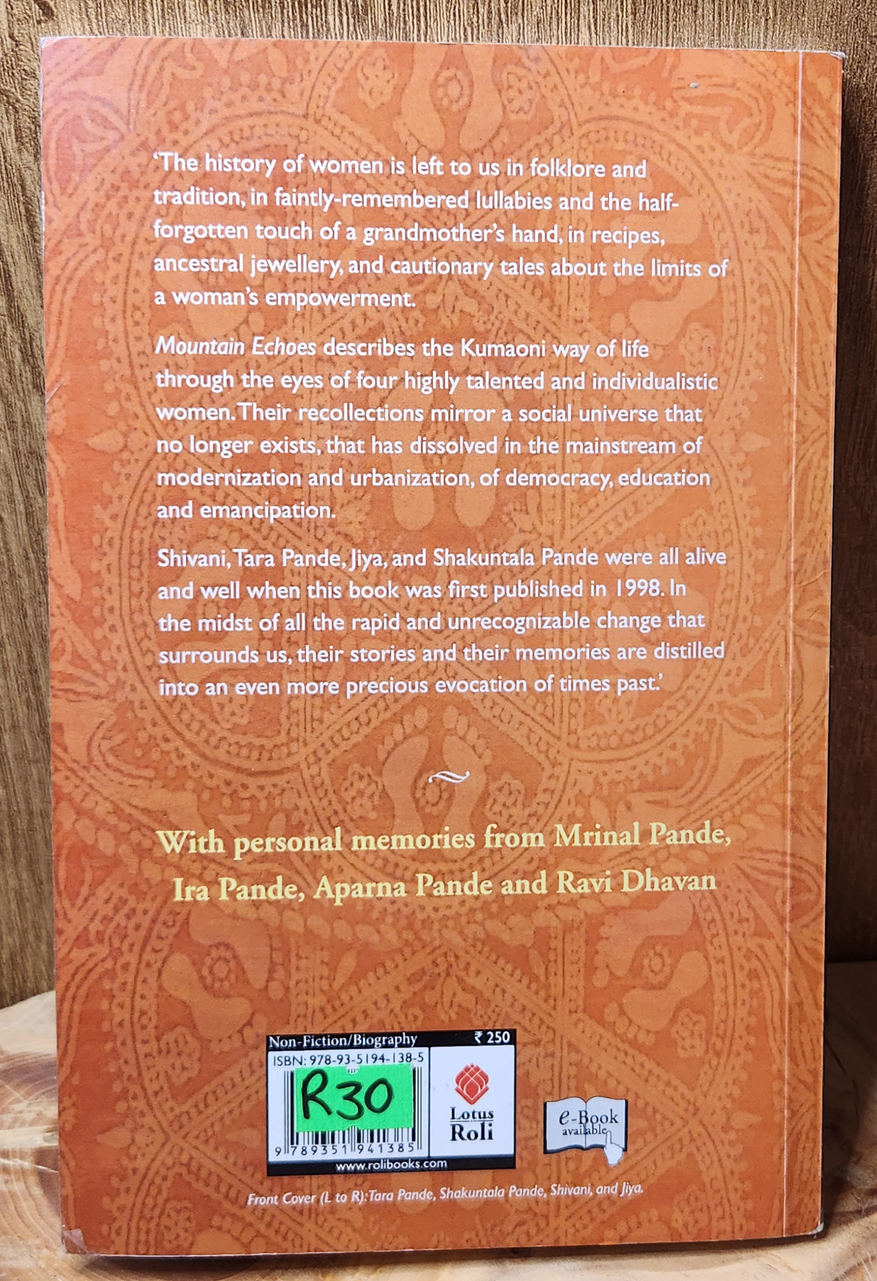 ‘The history of women is left to us in folklore and
tradition, in faintly-remembered lullabies and the half-
forgotten touch of a grandmother’s hand, in recipes,
ancestral jewellery, and cautionary tales about the limits of
a woman’s empowerment.
Mountain Echoes describes the Kumaoni way of life
through the eyes of four highly talented and individualistic
women. Their recollections mirror a social universe that
no longer exists, that has dissolved in the mainstream of
modernization and urbanization, of democracy, education
and emancipation.
Shivani, Tara Pande, Jiya, and Shakuntala Pande were all alive
and well when this book was first published in 1998. In
the midst of all the rapid and unrecognizable change that
surrounds us, their stories and their memories are distilled
into an even more precious evocation of times past.’
With personal memories from Mrinal Pande,
Ira Pande, Aparna Pande and Ravi Dhavan
Non-Fiction/Biography ₹ 250
ISBN: 978-93-5194-138-5
R30
9 789351 941385
Lotus
Roli
www.rolibooks.com
e-Book
available
Front Cover (L to R): Tara Pande, Shakuntala Pande, Shivani, and Jiya.